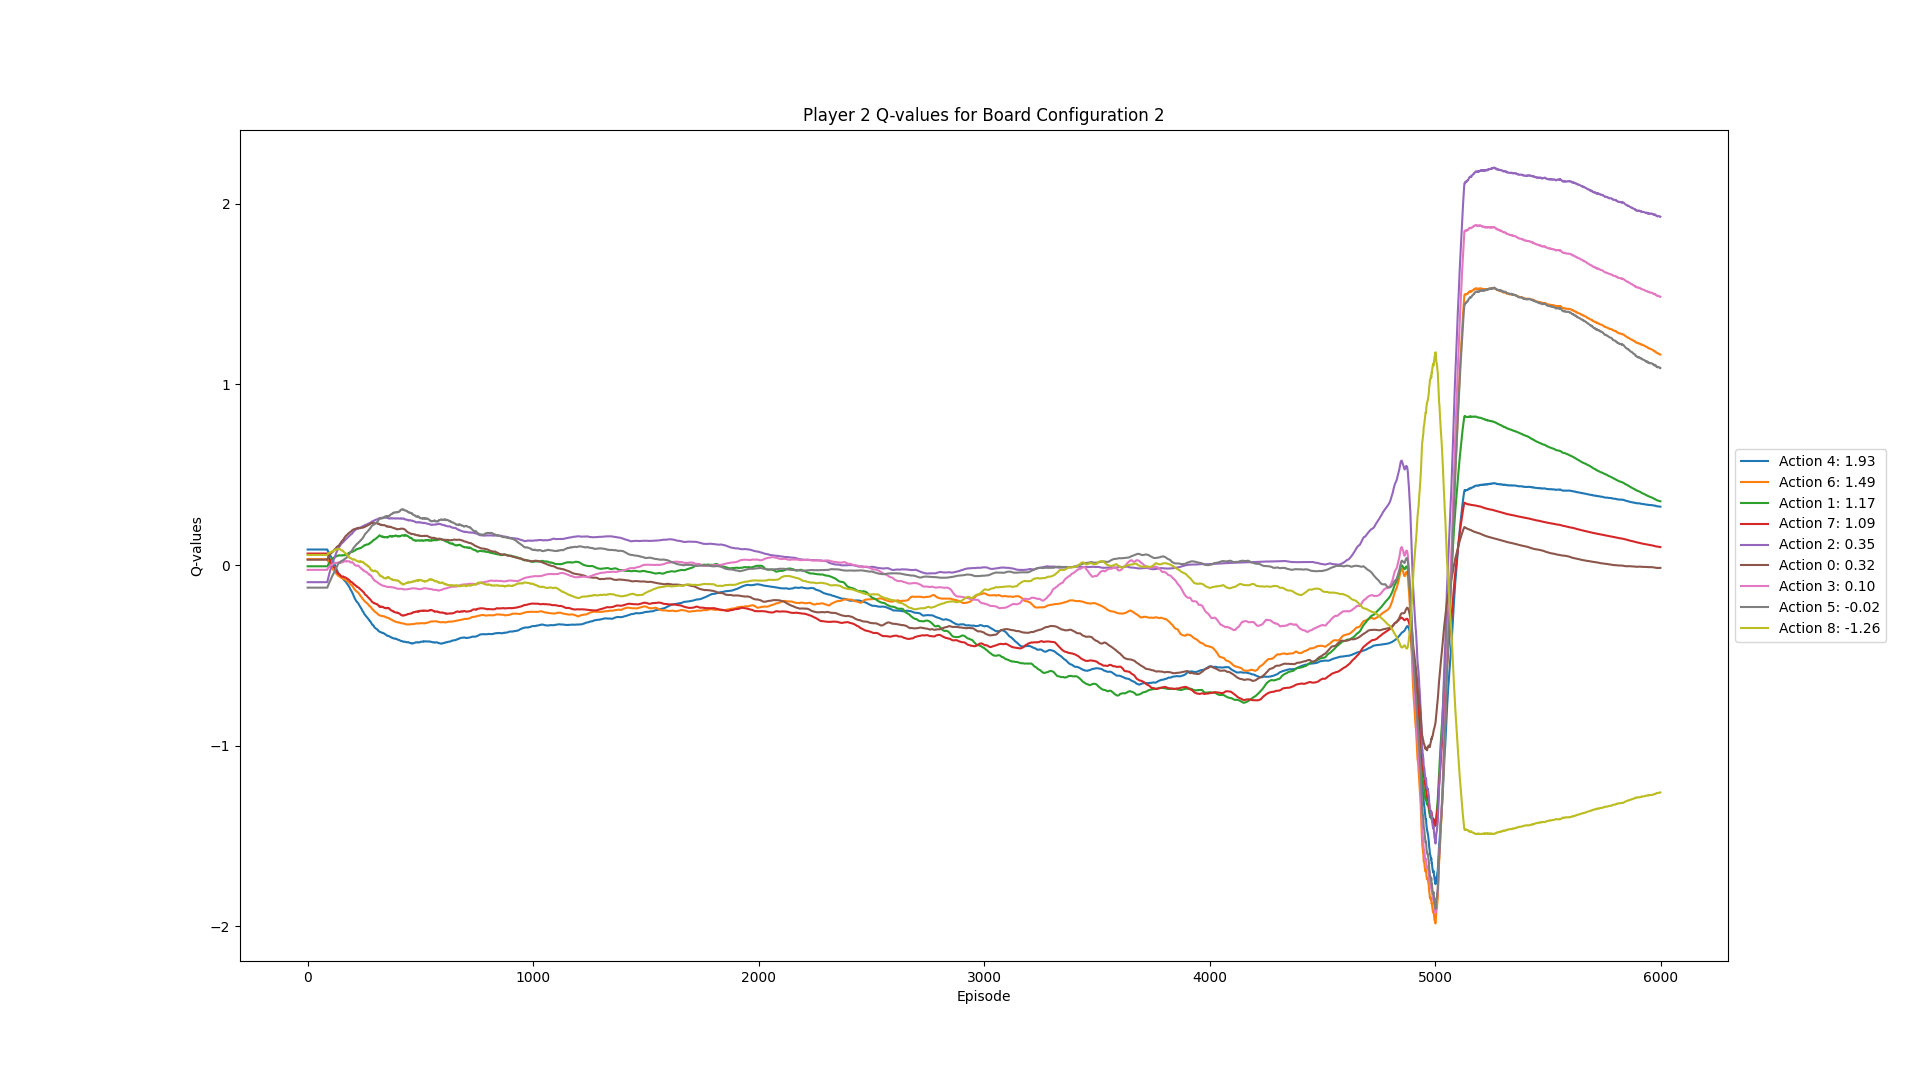 Player 2 Q-values for Board Configuration 2
Q-values
2
1
0
−1
−2
0
1000
2000
3000
4000
5000
6000
Episode
Action 4: 1.93
Action 6: 1.49
Action 1: 1.17
Action 7: 1.09
Action 2: 0.35
Action 0: 0.32
Action 3: 0.10
Action 5: -0.02
Action 8: -1.26